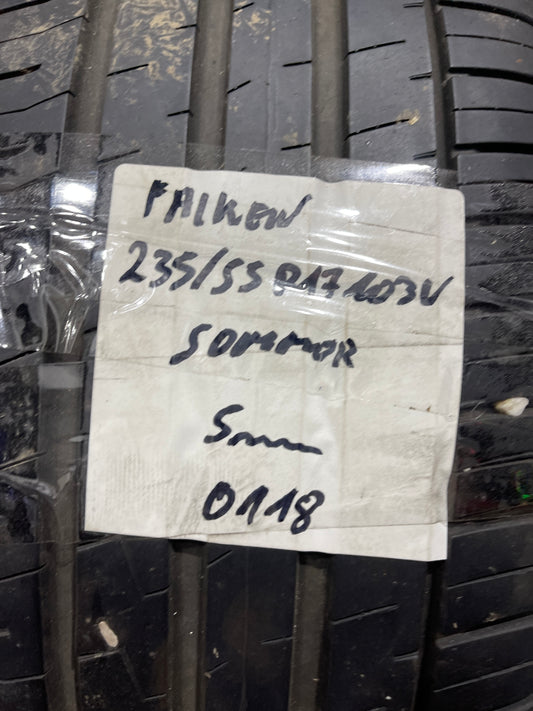 FALKEN
235/55 R17 103V
SOMMER
5mm
0118